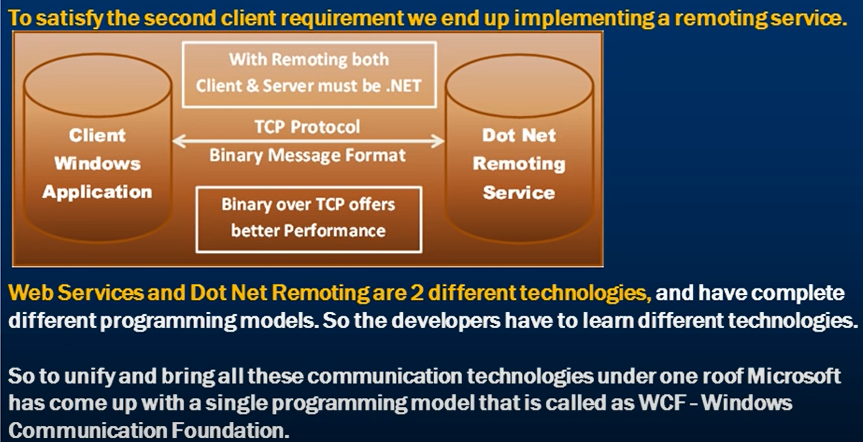 To satisfy the second client requirement we end up implementing a remoting service.
With Remoting both
Client & Server must be .NET
Client
Windows
Application
TCP Protocol
Binary Message Format
Dot Net
Remoting
Service
Binary over TCP offers
better Performance
Web Services and Dot Net Remoting are 2 different technologies, and have complete
different programming models. So the developers have to learn different technologies.
So to unify and bring all these communication technologies under one roof Microsoft
has come up with a single programming model that is called as WCF - Windows
Communication Foundation.